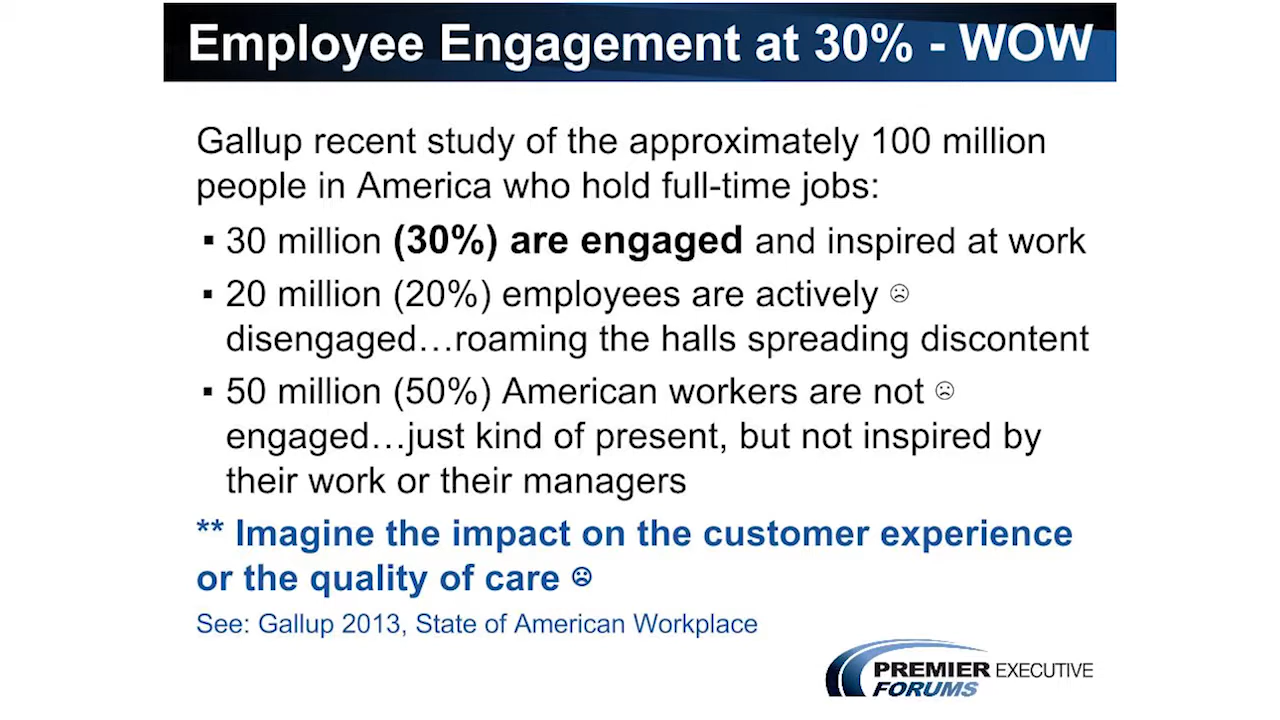 Employee Engagement at 30% - WOW
Gallup recent study of the approximately 100 million
people in America who hold full-time jobs:
▪ 30 million (30%) are engaged and inspired at work
▪ 20 million (20%) employees are actively ☹
disengaged…roaming the halls spreading discontent
▪ 50 million (50%) American workers are not ☹
engaged…just kind of present, but not inspired by
their work or their managers
** Imagine the impact on the customer experience
or the quality of care ☹
See: Gallup 2013, State of American Workplace
PREMIER EXECUTIVE
FORUMS